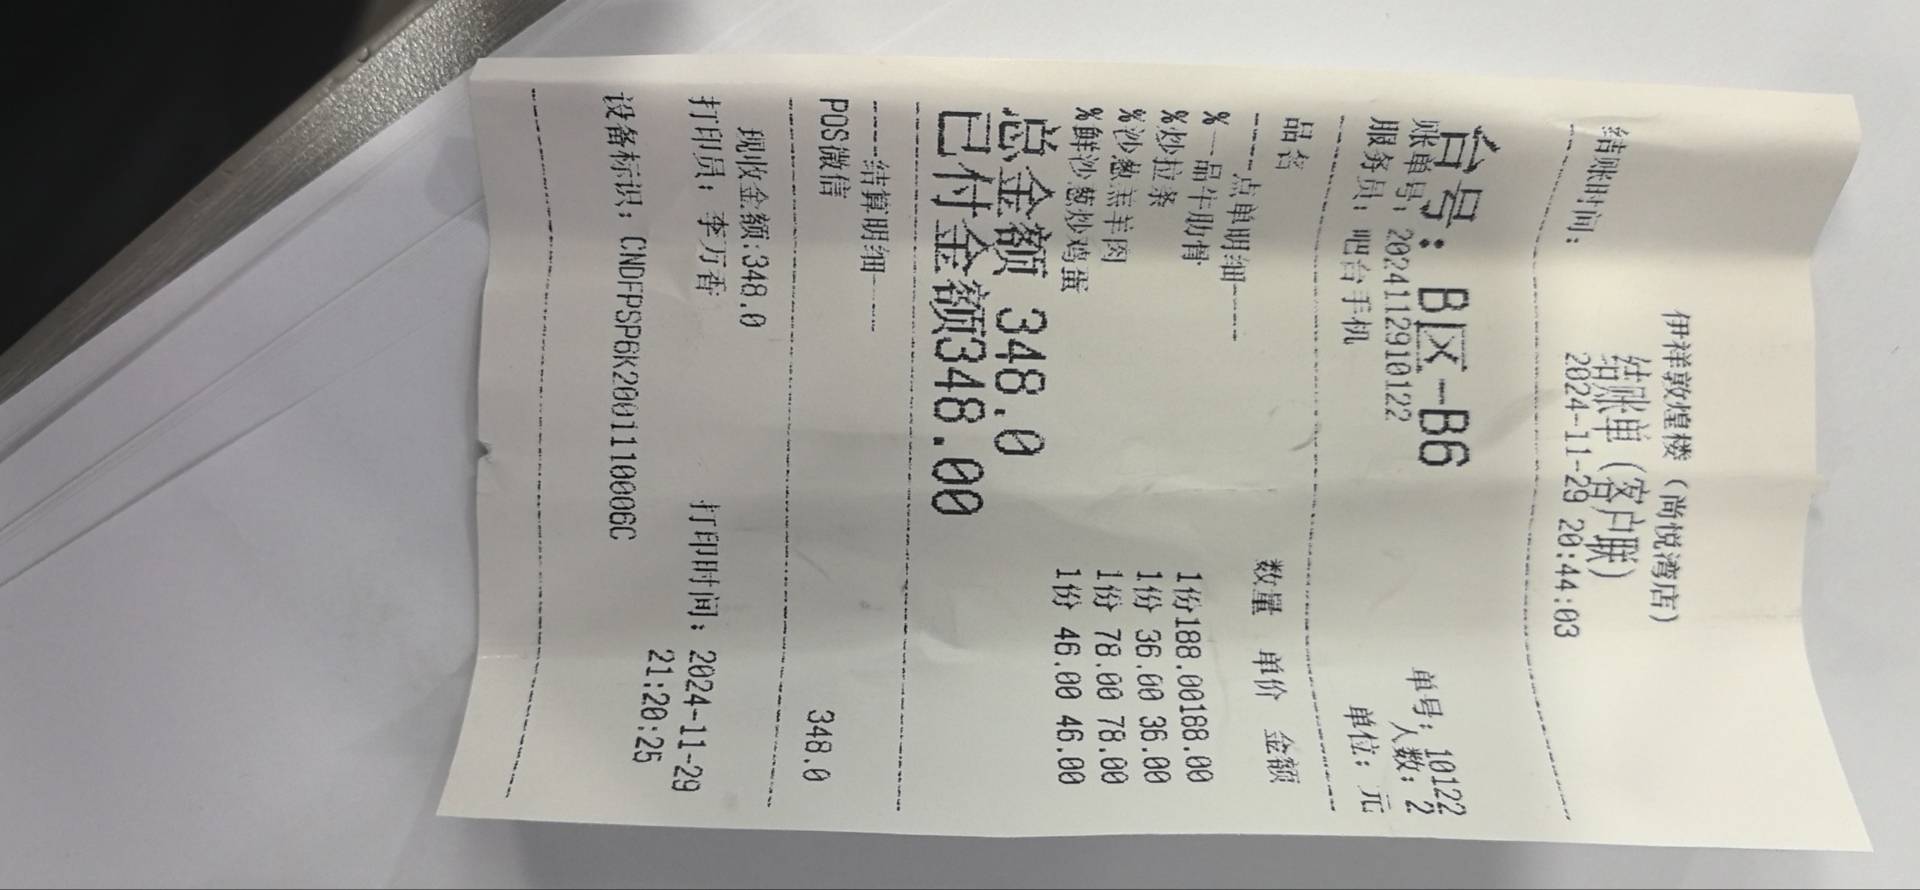 伊祥敦煌楼（尚悦湾店）
结账单（客户联）
结账时间： 2024-11-29 20:44:03
台号：B区-B6
单号：10122
账单号：2024112910122 人数：2
服务员：吧台手机 单位：元
品名 数量 单价 金额
----点单明细----
%一品牛肋骨 1份188.00188.00
%炒拉条 1份 36.00 36.00
%沙葱羔羊肉 1份 78.00 78.00
%鲜沙葱炒鸡蛋 1份 46.00 46.00
总金额 348.0
已付金额348.00
----结算明细----
POS微信 348.0
现收金额:348.0
打印员：李万香 打印时间：2024-11-29
21:20:25
设备标识：CNDFPSP6K2001110006C